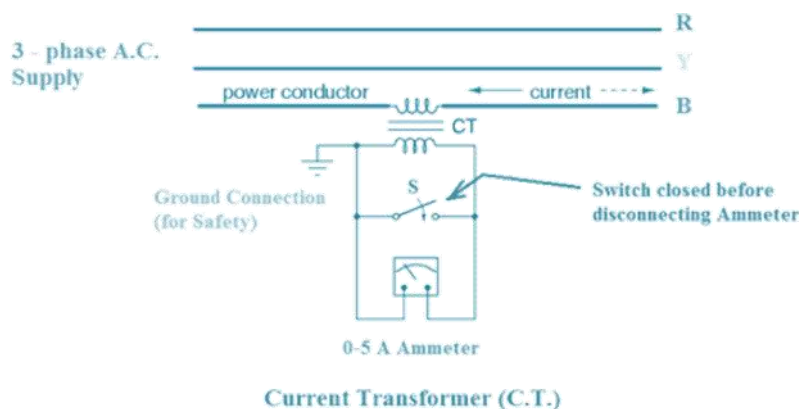 R
3 - phase A.C.
Supply
Y
power conductor
current
B
CT
Ground Connection
(for Safety)
S
Switch closed before
disconnecting Ammeter
0-5 A Ammeter
Current Transformer (C.T.)